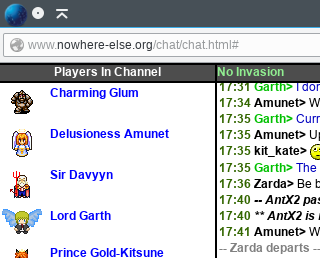 www.nowhere-else.org/chat/chat.html#
Players In Channel
No Invasion
Charming Glum
Delusioness Amunet
Sir Davyyn
Lord Garth
Prince Gold-Kitsune
17:31 Garth> I don
17:34 Amunet> W
17:35 Garth> Curr
17:35 Amunet> Up
17:35 kit_kate>
17:35 Garth> The
17:36 Zarda> Be b
17:40 -- AntX2 pas
17:40 ** AntX2 is
17:41 Amunet> W
-- Zarda departs --